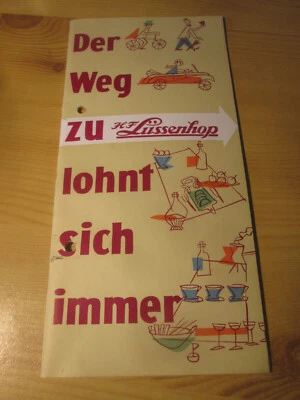 Der
Weg
zu H.F. Lüssenhop
lohnt
sich
immer